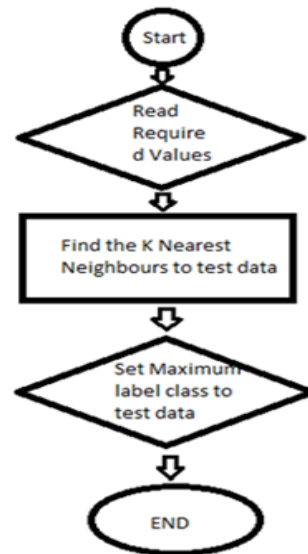 Start
Read
Require
d Values
Find the K Nearest
Neighbours to test data
Set Maximum
label class to
test data
END